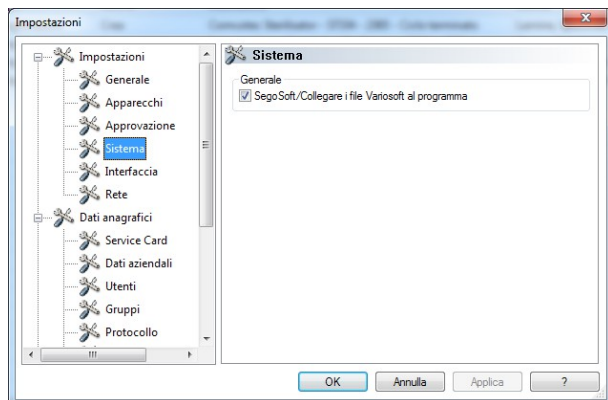 Impostazioni
Impostazioni
Generale
Apparecchi
Approvazione
Sistema
Interfaccia
Rete
Dati anagrafici
Service Card
Dati aziendali
Utenti
Gruppi
Protocollo
Sistema
Generale
SegoSoft/Collegare i file Variosoft al programma
OK
Annulla
Applica
?